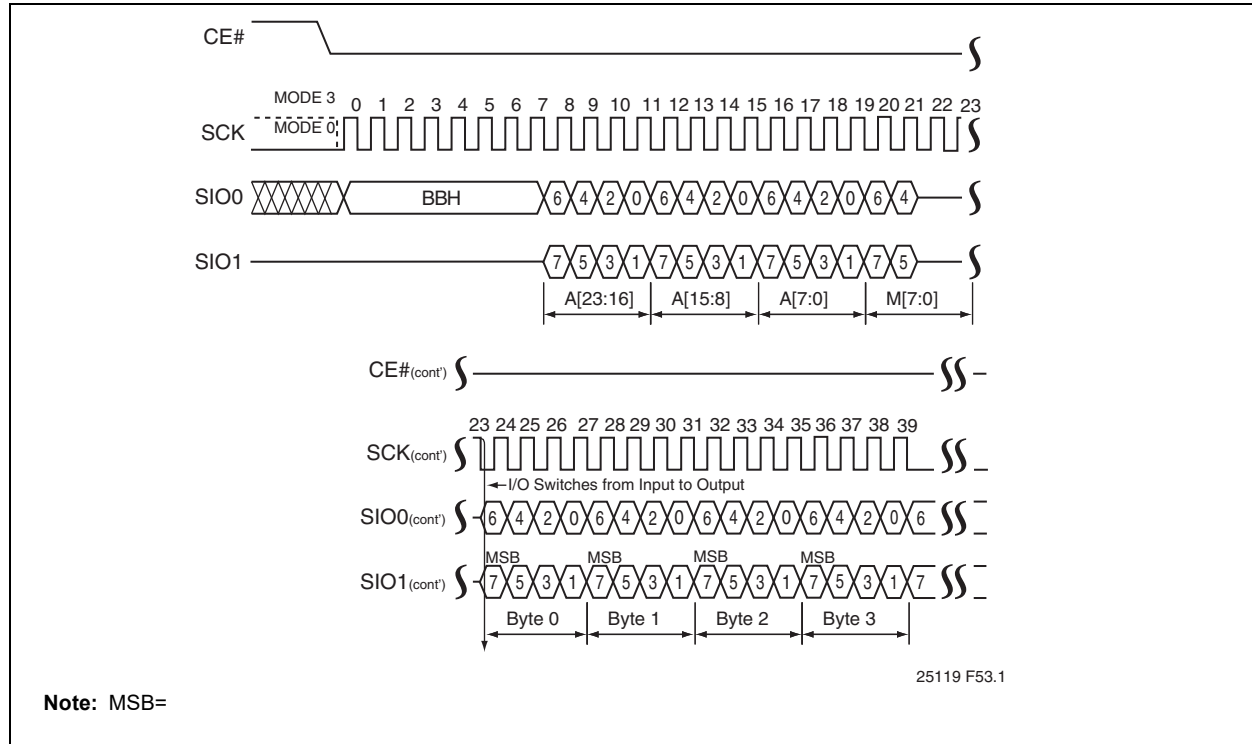 CE#
MODE 3
0 1 2 3 4 5 6 7 8 9 10 11 12 13 14 15 16 17 18 19 20 21 22 23
SCK
MODE 0
SIO0
BBH
6 4 2 0 6 4 2 0 6 4 2 0 6 4
SIO1
7 5 3 1 7 5 3 1 7 5 3 1 7 5
A[23:16] A[15:8] A[7:0] M[7:0]
CE#(cont')
23 24 25 26 27 28 29 30 31 32 33 34 35 36 37 38 39
SCK(cont')
I/O Switches from Input to Output
SIO0(cont')
6 4 2 0 6 4 2 0 6 4 2 0 6 4 2 0 6
MSB MSB MSB MSB
SIO1(cont')
7 5 3 1 7 5 3 1 7 5 3 1 7 5 3 1 7
Byte 0 Byte 1 Byte 2 Byte 3
25119 F53.1
Note: MSB=